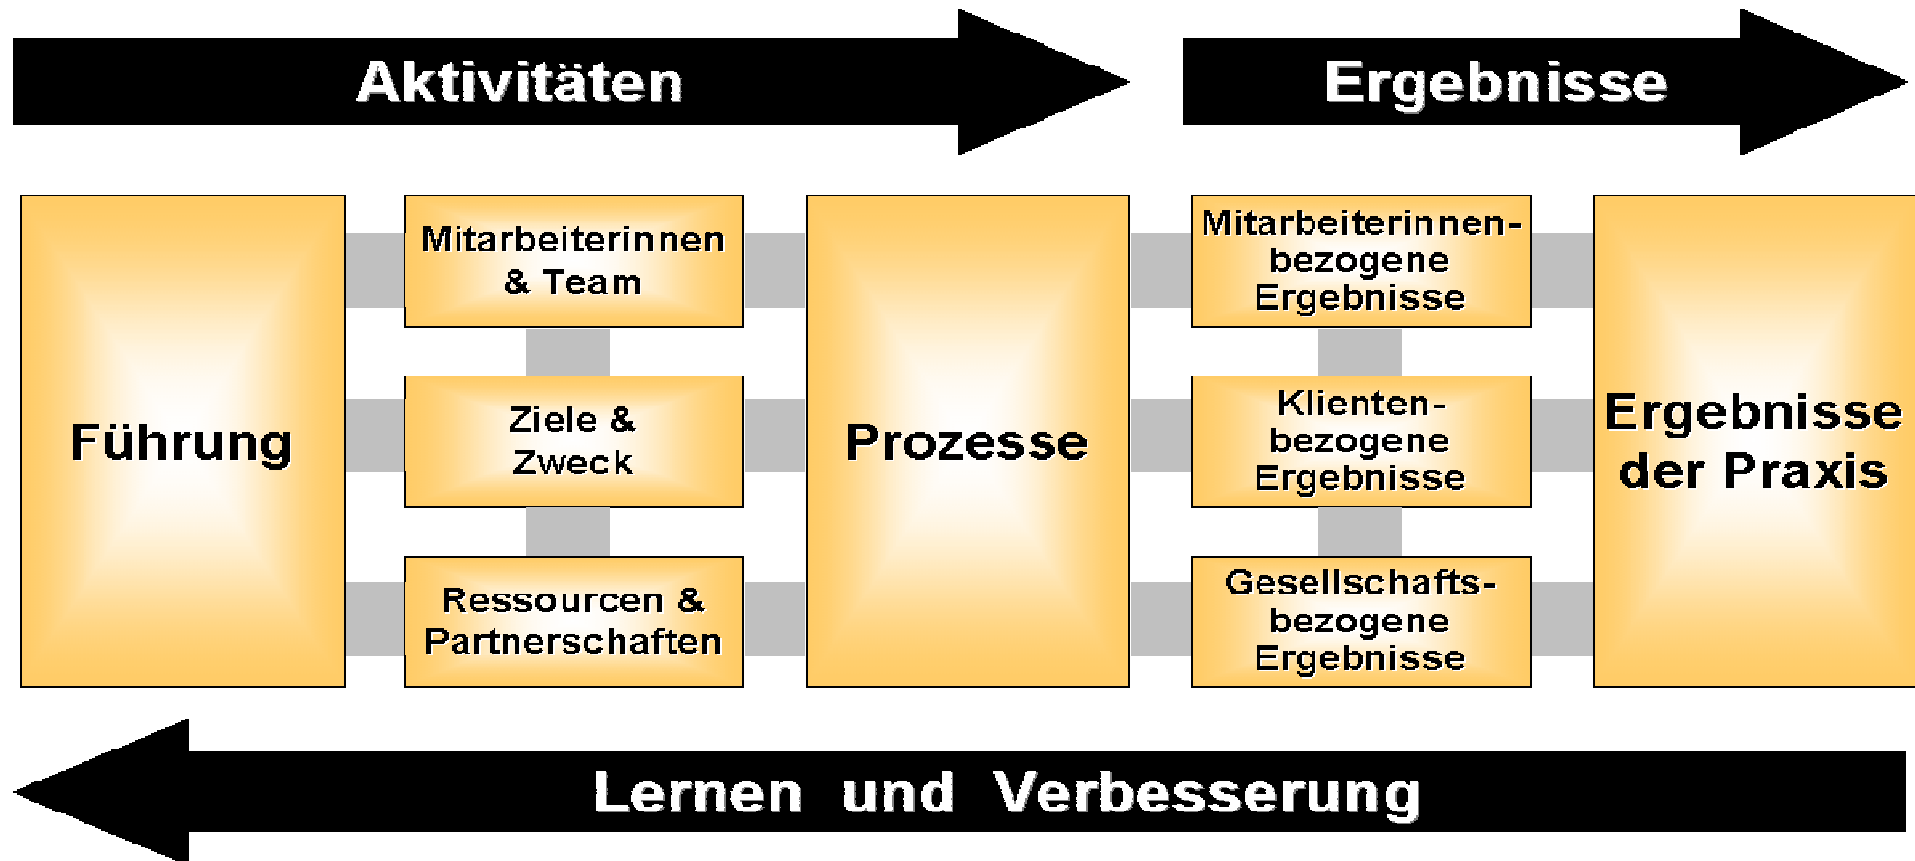 Aktivitäten
Ergebnisse
Führung
Mitarbeiterinnen
& Team
Ziele &
Zweck
Ressourcen &
Partnerschaften
Prozesse
Mitarbeiterinnen-
bezogene
Ergebnisse
Klienten-
bezogene
Ergebnisse
Gesellschafts-
bezogene
Ergebnisse
Ergebnisse
der Praxis
Lernen und Verbesserung